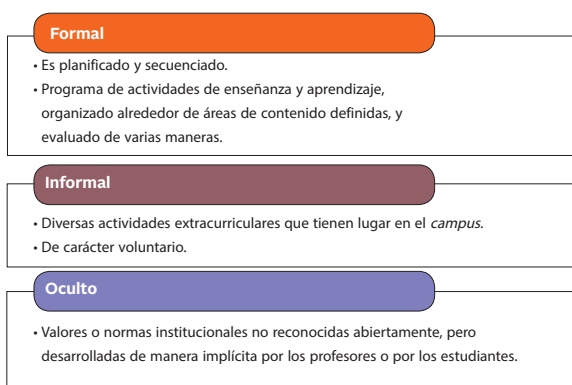 Formal
• Es planificado y secuenciado.
• Programa de actividades de enseñanza y aprendizaje,
organizado alrededor de áreas de contenido definidas, y
evaluado de varias maneras.
Informal
• Diversas actividades extracurriculares que tienen lugar en el campus.
• De carácter voluntario.
Oculto
• Valores o normas institucionales no reconocidas abiertamente, pero
desarrolladas de manera implícita por los profesores o por los estudiantes.